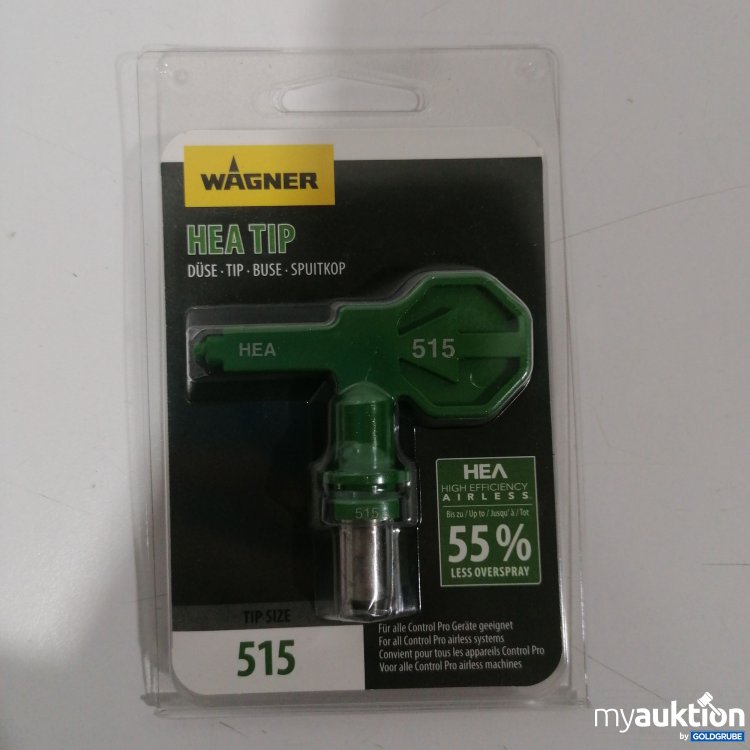 WAGNER
HEA TIP
DÜSE · TIP · BUSE · SPUITKOP
HEA
515
515
HEA
HIGH EFFICIENCY
AIRLESS
Bis zu / Up to / Jusqu' à / Tot
55 %
LESS OVERSPRAY
TIP SIZE
515
Für alle Control Pro Geräte geeignet
For all Control Pro airless systems
Convient pour tous les appareils Control Pro
Voor alle Control Pro airless machines
myauktion
by GOLDGRUBE